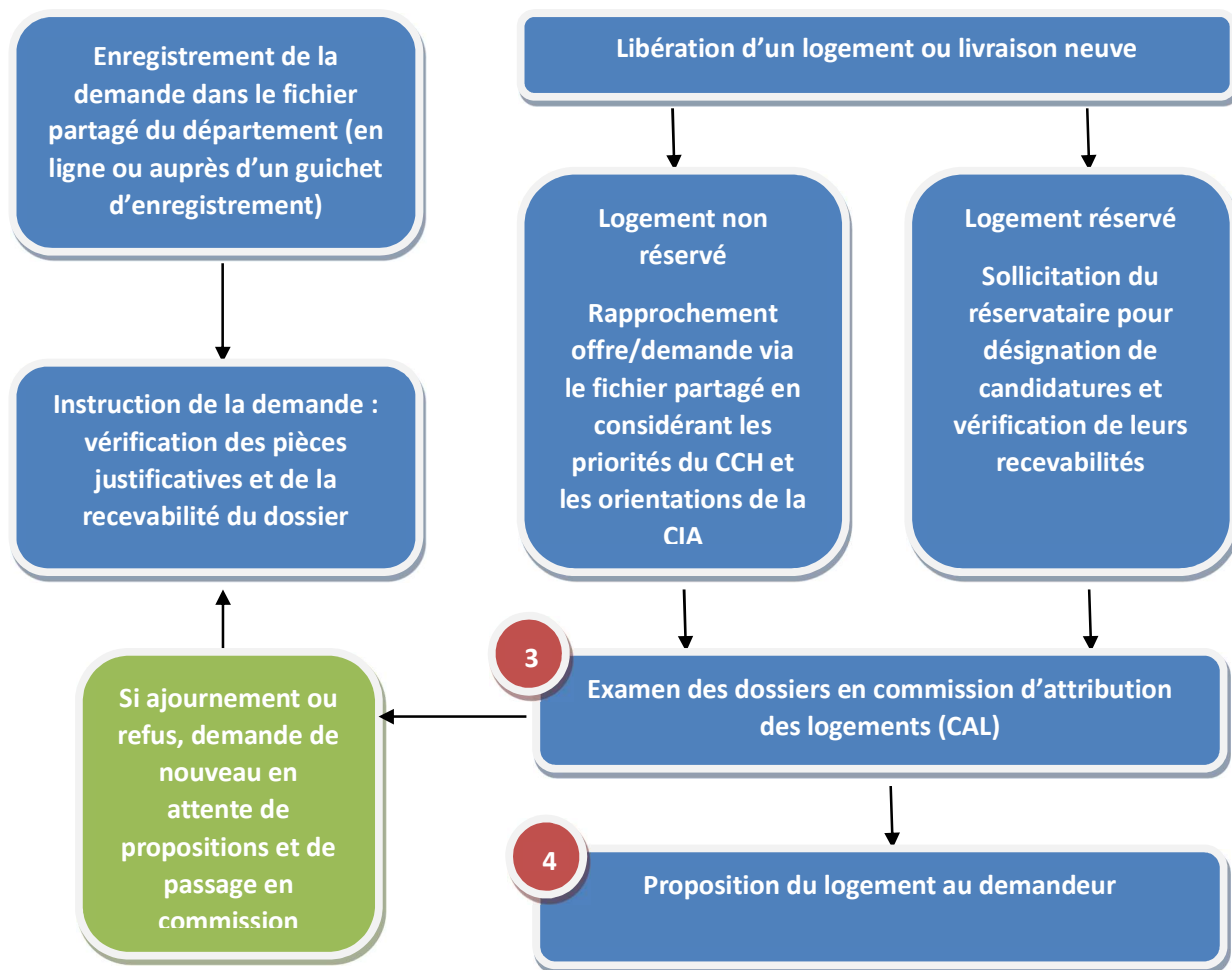 Enregistrement de la
demande dans le fichier
partagé du département (en
ligne ou auprès d’un guichet
d’enregistrement)
Instruction de la demande :
vérification des pièces
justificatives et de la
recevabilité du dossier
Si ajournement ou
refus, demande de
nouveau en
attente de
propositions et de
passage en
commission
Libération d’un logement ou livraison neuve
Logement non
réservé
Rapprochement
offre/demande via
le fichier partagé en
considérant les
priorités du CCH et
les orientations de la
CIA
Logement réservé
Sollicitation du
réservataire pour
désignation de
candidatures et
vérification de leurs
recevabilités
3
Examen des dossiers en commission d’attribution
des logements (CAL)
4
Proposition du logement au demandeur